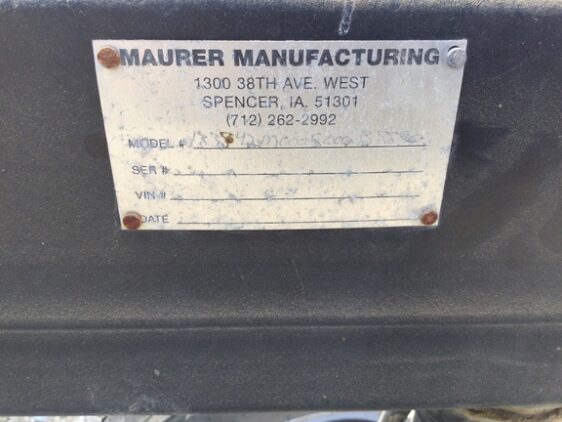 MAURER MANUFACTURING
1300 38TH AVE. WEST
SPENCER, IA. 51301
(712) 262-2992
MODEL #
SER #
VIN #
DATE